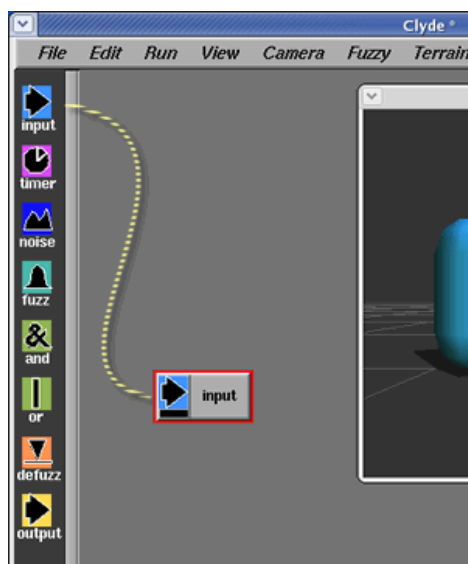 Clyde *
File Edit Run View Camera Fuzzy Terrain
input
timer
noise
fuzz
&
and
or
defuzz
output
input